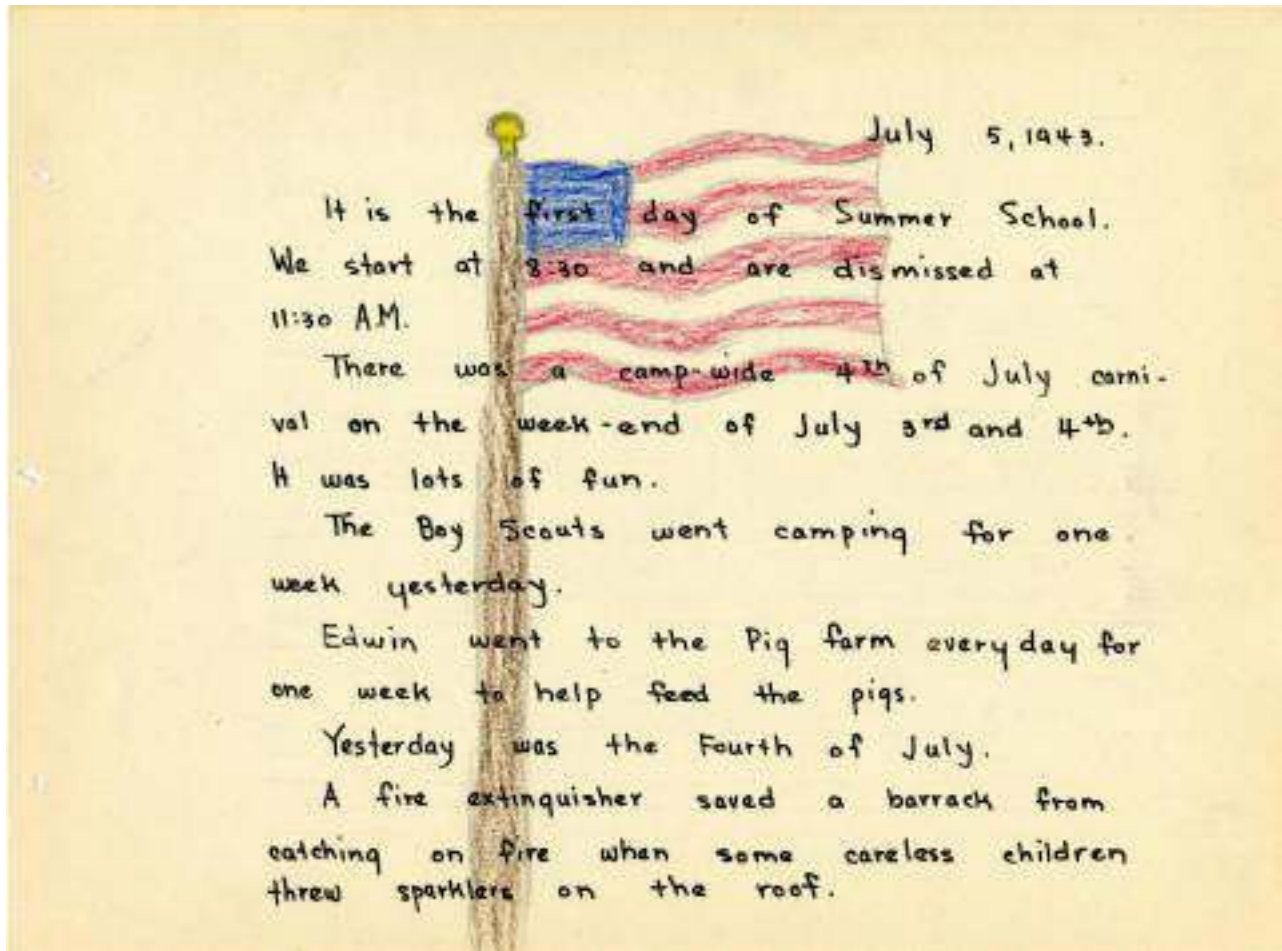 July 5, 1943.
It is the first day of Summer School.
We start at 8:30 and are dismissed at
11:30 A.M.
There was a camp-wide 4th of July carni-
val on the week-end of July 3rd and 4th.
It was lots of fun.
The Boy Scouts went camping for one
week yesterday.
Edwin went to the Pig farm everyday for
one week to help feed the pigs.
Yesterday was the Fourth of July.
A fire extinguisher saved a barrack from
catching on fire when some careless children
threw sparklers on the roof.